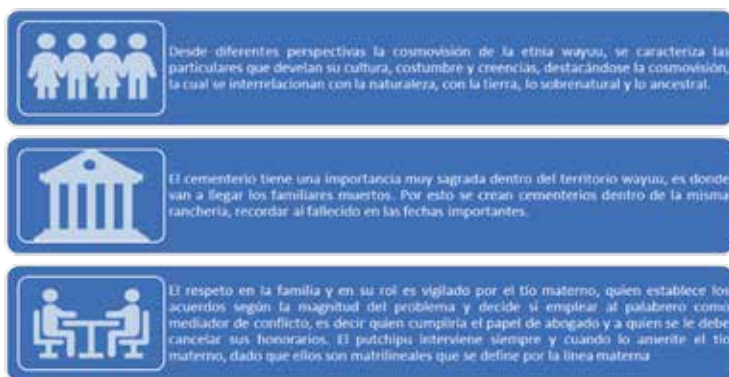 Desde diferentes perspectivas la cosmovisión de la etnia wayuu, se caracteriza las
particulares que develan su cultura, costumbre y creencias, destacándose la cosmovisión,
la cual se interrelacionan con la naturaleza, con la tierra, lo sobrenatural y lo ancestral.
El cementerio tiene una importancia muy sagrada dentro del territorio wayuu, es donde
van a llegar los familiares muertos. Por esto se crean cementerios dentro de la misma
ranchería, recordar al fallecido en las fechas importantes.
El respeto en la familia y en su rol es vigilado por el tío materno, quien establece los
acuerdos según la magnitud del problema y decide si emplear al palabrero como
mediador de conflicto, es decir quien cumpliría el papel de abogado y a quien se le debe
cancelar sus honorarios. El putchipu interviene siempre y cuando lo amerite el tío
materno, dado que ellos son matrilineales que se define por la línea materna